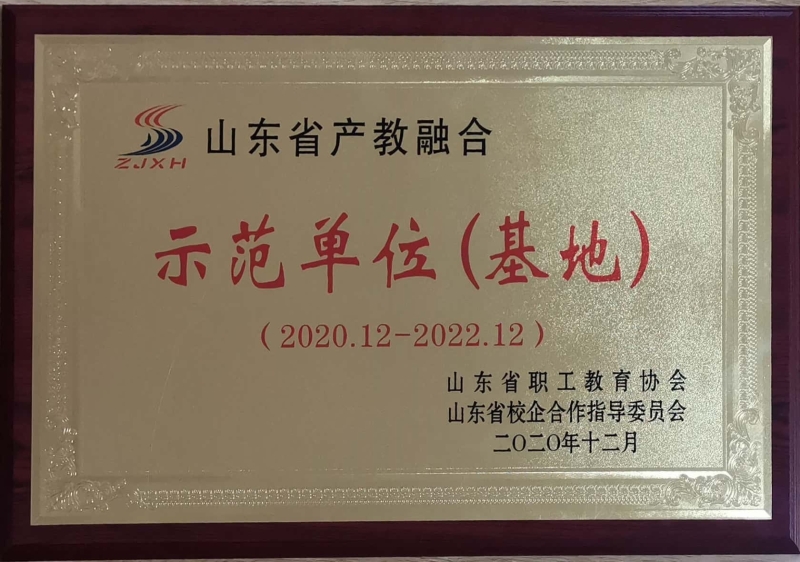 ZJXH
山东省产教融合
示范单位(基地)
(2020.12-2022.12)
山东省职工教育协会
山东省校企合作指导委员会
二〇二〇年十二月